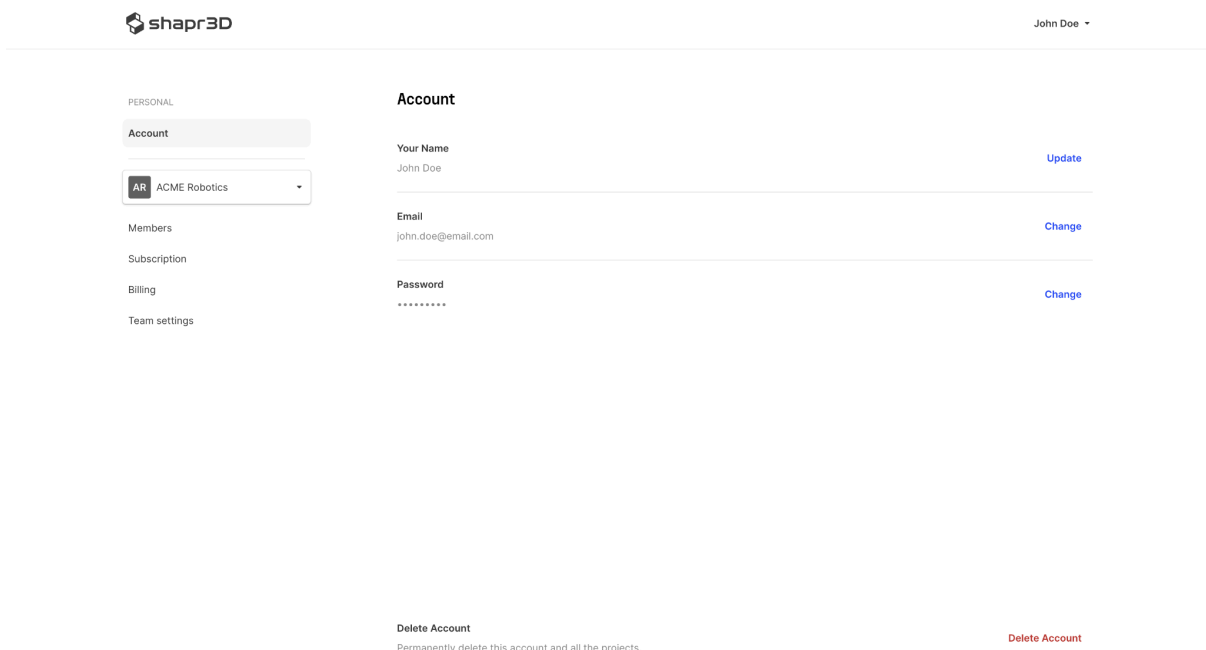 shapr3D
John Doe
PERSONAL
Account
AR ACME Robotics
Members
Subscription
Billing
Team settings
Account
Your Name
John Doe
Update
Email
john.doe@email.com
Change
Password
•••••••••
Change
Delete Account
Permanently delete this account and all the projects
Delete Account